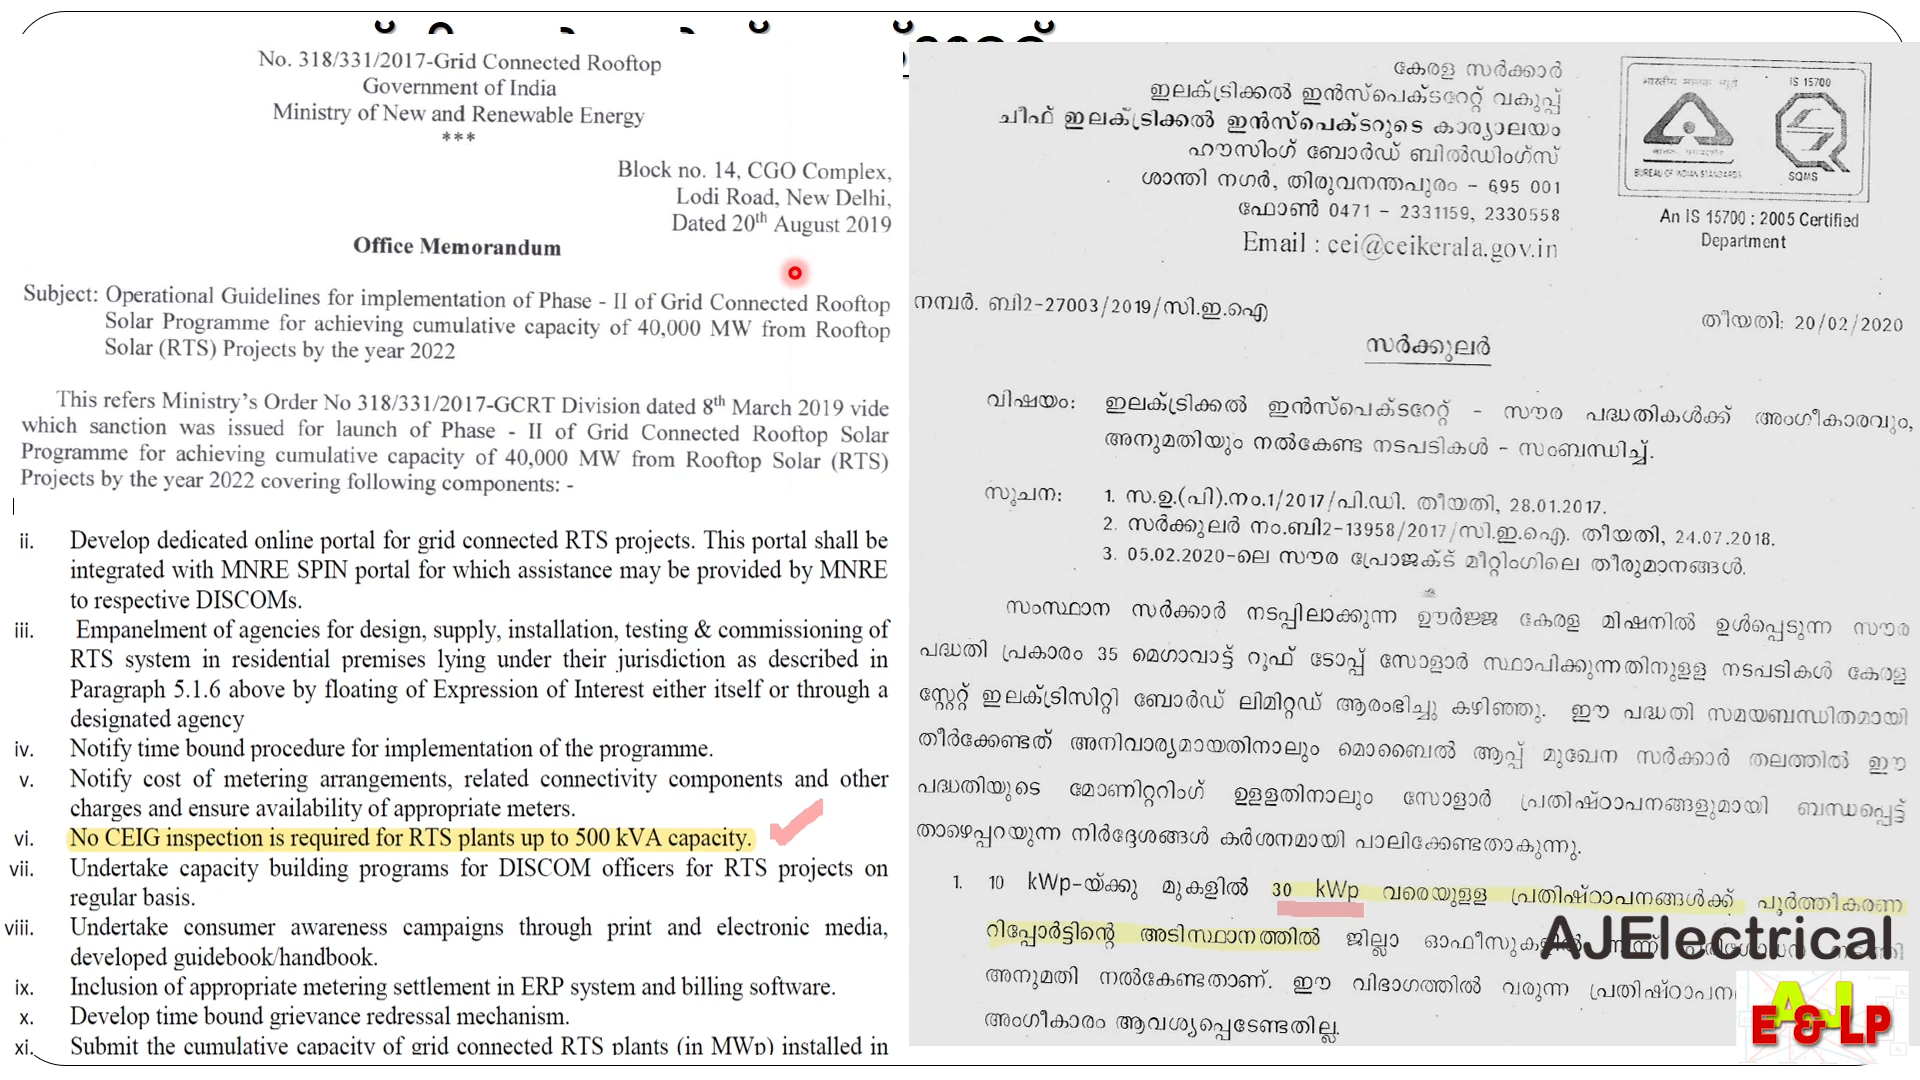 No. 318/331/2017-Grid Connected Rooftop
Government of India
Ministry of New and Renewable Energy
***
Block no. 14, CGO Complex,
Lodi Road, New Delhi,
Dated 20th August 2019
Office Memorandum
Subject: Operational Guidelines for implementation of Phase - II of Grid Connected Rooftop
Solar Programme for achieving cumulative capacity of 40,000 MW from Rooftop
Solar (RTS) Projects by the year 2022
This refers Ministry's Order No 318/331/2017-GCRT Division dated 8th March 2019 vide
which sanction was issued for launch of Phase - II of Grid Connected Rooftop Solar
Programme for achieving cumulative capacity of 40,000 MW from Rooftop Solar (RTS)
Projects by the year 2022 covering following components: -
ii. Develop dedicated online portal for grid connected RTS projects. This portal shall be
integrated with MNRE SPIN portal for which assistance may be provided by MNRE
to respective DISCOMs.
iii. Empanelment of agencies for design, supply, installation, testing & commissioning of
RTS system in residential premises lying under their jurisdiction as described in
Paragraph 5.1.6 above by floating of Expression of Interest either itself or through a
designated agency
iv. Notify time bound procedure for implementation of the programme.
v. Notify cost of metering arrangements, related connectivity components and other
charges and ensure availability of appropriate meters.
vi. No CEIG inspection is required for RTS plants up to 500 kVA capacity.
vii. Undertake capacity building programs for DISCOM officers for RTS projects on
regular basis.
viii. Undertake consumer awareness campaigns through print and electronic media,
developed guidebook/handbook.
ix. Inclusion of appropriate metering settlement in ERP system and billing software.
x. Develop time bound grievance redressal mechanism.
xi. Submit the cumulative capacity of grid connected RTS plants (in MWp) installed in
കേരള സർക്കാർ
ഇലക്ട്രിക്കൽ ഇൻസ്പെക്ടറേറ്റ് വകുപ്പ്
ചീഫ് ഇലക്ട്രിക്കൽ ഇൻസ്പെക്ടറുടെ കാര്യാലയം
ഹൗസിംഗ് ബോർഡ് ബിൽഡിംഗ്സ്
ശാന്തി നഗർ, തിരുവനന്തപുരം – 695 001
ഫോൺ 0471 – 2331159, 2330558
Email : cei@ceikerala.gov.in
IS 15700
BUREAU OF INDIAN STANDARDS
SQMS
An IS 15700 : 2005 Certified
Department
നമ്പർ. ബി2-27003/2019/സി.ഇ.ഐ
തീയതി: 20/02/2020
സർക്കുലർ
വിഷയം: ഇലക്ട്രിക്കൽ ഇൻസ്പെക്ടറേറ്റ് – സൗര പദ്ധതികൾക്ക് അംഗീകാരവും,
അനുമതിയും നൽകേണ്ട നടപടികൾ – സംബന്ധിച്ച്.
സൂചന: 1. സ.ഉ.(പി).നം.1/2017/പി.ഡി. തീയതി, 28.01.2017.
2. സർക്കുലർ നം.ബി2-13958/2017/സി.ഇ.ഐ. തീയതി, 24.07.2018.
3. 05.02.2020-ലെ സൗര പ്രോജക്ട് മീറ്റിംഗിലെ തീരുമാനങ്ങൾ.
സംസ്ഥാന സർക്കാർ നടപ്പിലാക്കുന്ന ഊർജ്ജ കേരള മിഷനിൽ ഉൾപ്പെടുന്ന സൗര
പദ്ധതി പ്രകാരം 35 മെഗാവാട്ട് റൂഫ് ടോപ്പ് സോളാർ സ്ഥാപിക്കുന്നതിനുളള നടപടികൾ കേരള
സ്റ്റേറ്റ് ഇലക്ട്രിസിറ്റി ബോർഡ് ലിമിറ്റഡ് ആരംഭിച്ചു കഴിഞ്ഞു. ഈ പദ്ധതി സമയബന്ധിതമായി
തീർക്കേണ്ടത് അനിവാര്യമായതിനാലും മൊബൈൽ ആപ്പ് മുഖേന സർക്കാർ തലത്തിൽ ഈ
പദ്ധതിയുടെ മോണിറ്ററിംഗ് ഉളളതിനാലും സോളാർ പ്രതിഷ്ഠാപനങ്ങളുമായി ബന്ധപ്പെട്ട്
താഴെപ്പറയുന്ന നിർദ്ദേശങ്ങൾ കർശനമായി പാലിക്കേണ്ടതാകുന്നു.
1. 10 kWp-യ്ക്കു മുകളിൽ 30 kWp വരെയുളള പ്രതിഷ്ഠാപനങ്ങൾക്ക് പൂർത്തീകരണ
റിപ്പോർട്ടിന്റെ അടിസ്ഥാനത്തിൽ ജില്ലാ
അനുമതി നൽകേണ്ടതാണ്. ഈ വിഭാഗത്തിൽ വരുന്ന
അംഗീകാരം ആവശ്യപ്പെടേണ്ടതില്ല.
AJElectrical
AJ
E & LP